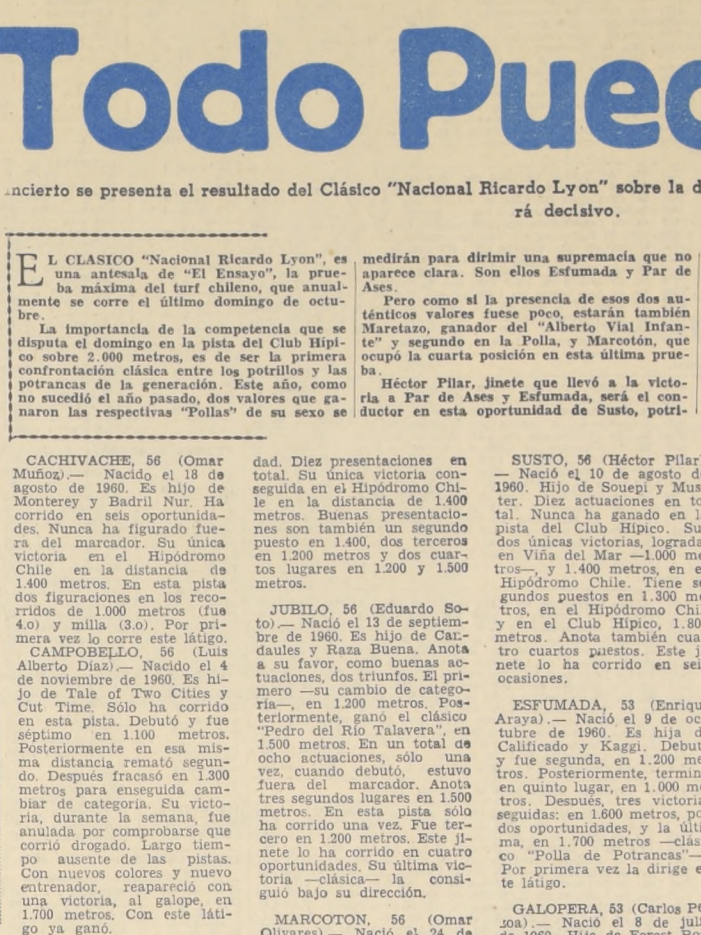 Todo Pued
ncierto se presenta el resultado del Clásico "Nacional Ricardo Lyon" sobre la d
rá decisivo.
EL CLASICO "Nacional Ricardo Lyon", es
una antesala de "El Ensayo", la prue-
ba máxima del turf chileno, que anual-
mente se corre el último domingo de octu-
bre.
La importancia de la competencia que se
disputa el domingo en la pista del Club Hípi-
co sobre 2.000 metros, es de ser la primera
confrontación clásica entre los potrillos y las
potrancas de la generación. Este año, como
no sucedió el año pasado, dos valores que ga-
naron las respectivas "Pollas" de su sexo se
medirán para dirimir una supremacía que no
aparece clara. Son ellos Esfumada y Par de
Ases.
Pero como si la presencia de esos dos au-
ténticos valores fuese poco, estarán también
Maretazo, ganador del "Alberto Vial Infan-
te" y segundo en la Polla, y Marcotón, que
ocupó la cuarta posición en esta última prue-
ba.
Héctor Pilar, jinete que llevó a la victo-
ria a Par de Ases y Esfumada, será el con-
ductor en esta oportunidad de Susto, potri-
CACHIVACHE, 56 (Omar
Muñoz).— Nacido el 18 de
agosto de 1960. Es hijo de
Monterey y Badril Nur. Ha
corrido en seis oportunida-
des. Nunca ha figurado fue-
ra del marcador. Su única
victoria en el Hipódromo
Chile en la distancia de
1.400 metros. En esta pista
dos figuraciones en los reco-
rridos de 1.000 metros (fue
4.o) y milla (3.o). Por pri-
mera vez lo corre este látigo.
CAMPOBELLO, 56 (Luis
Alberto Díaz).— Nacido el 4
de noviembre de 1960. Es hi-
jo de Tale of Two Cities y
Cut Time. Sólo ha corrido
en esta pista. Debutó y fue
séptimo en 1.100 metros.
Posteriormente en esa mis-
ma distancia remató segun-
do. Después fracasó en 1.300
metros para enseguida cam-
biar de categoría. Su victo-
ria, durante la semana, fue
anulada por comprobarse que
corrió drogado. Largo tiem-
po ausente de las pistas.
Con nuevos colores y nuevo
entrenador, reapareció con
una victoria, al galope, en
1.700 metros. Con este láti-
go ya ganó.
dad. Diez presentaciones en
total. Su única victoria con-
seguida en el Hipódromo Chi-
le en la distancia de 1.400
metros. Buenas presentacio-
nes son también un segundo
puesto en 1.400, dos terceros
en 1.200 metros y dos cuar-
tos lugares en 1.200 y 1.500
metros.
JUBILO, 56 (Eduardo So-
to).— Nació el 13 de septiem-
bre de 1960. Es hijo de Can-
daules y Raza Buena. Anota
a su favor, como buenas ac-
tuaciones, dos triunfos. El pri-
mero —su cambio de catego-
ría—, en 1.200 metros. Pos-
teriormente, ganó el clásico
"Pedro del Río Talavera", en
1.500 metros. En un total de
ocho actuaciones, sólo una
vez, cuando debutó, estuvo
fuera del marcador. Anota
tres segundos lugares en 1.500
metros. En esta pista sólo
ha corrido una vez. Fue ter-
cero en 1.200 metros. Este ji-
nete lo ha corrido en cuatro
oportunidades. Su última vic-
toria —clásica— la consi-
guió bajo su dirección.
MARCOTON, 56 (Omar
Olivares).— Nació el 24 de
SUSTO, 56 (Héctor Pilar)
— Nació el 10 de agosto d
1960. Hijo de Soupi y Mus
ter. Diez actuaciones en to
tal. Nunca ha ganado en l
pista del Club Hípico. Su
dos únicas victorias, lograda
en Viña del Mar —1.000 me
tros—, y 1.400 metros, en e
Hipódromo Chile. Tiene se
gundos puestos en 1.300 me
tros, en el Hipódromo Chi
y en el Club Hípico, 1.80
metros. Anota también cua
tro cuartos puestos. Este j
nete lo ha corrido en sei
ocasiones.
ESFUMADA, 53 (Enriqu
Araya).— Nació el 9 de oc
tubre de 1960. Es hija d
Calificado y Kaggi. Debut
y fue segunda, en 1.200 me
tros. Posteriormente, termin
en quinto lugar, en 1.000 m
tros. Después, tres victoria
seguidas: en 1.600 metros, po
dos oportunidades, y la últi
ma, en 1.700 metros —clás
co "Polla de Potrancas"—
Por primera vez la dirige e
te látigo.
GALOPERA, 53 (Carlos P
zoa).— Nació el 8 de jul